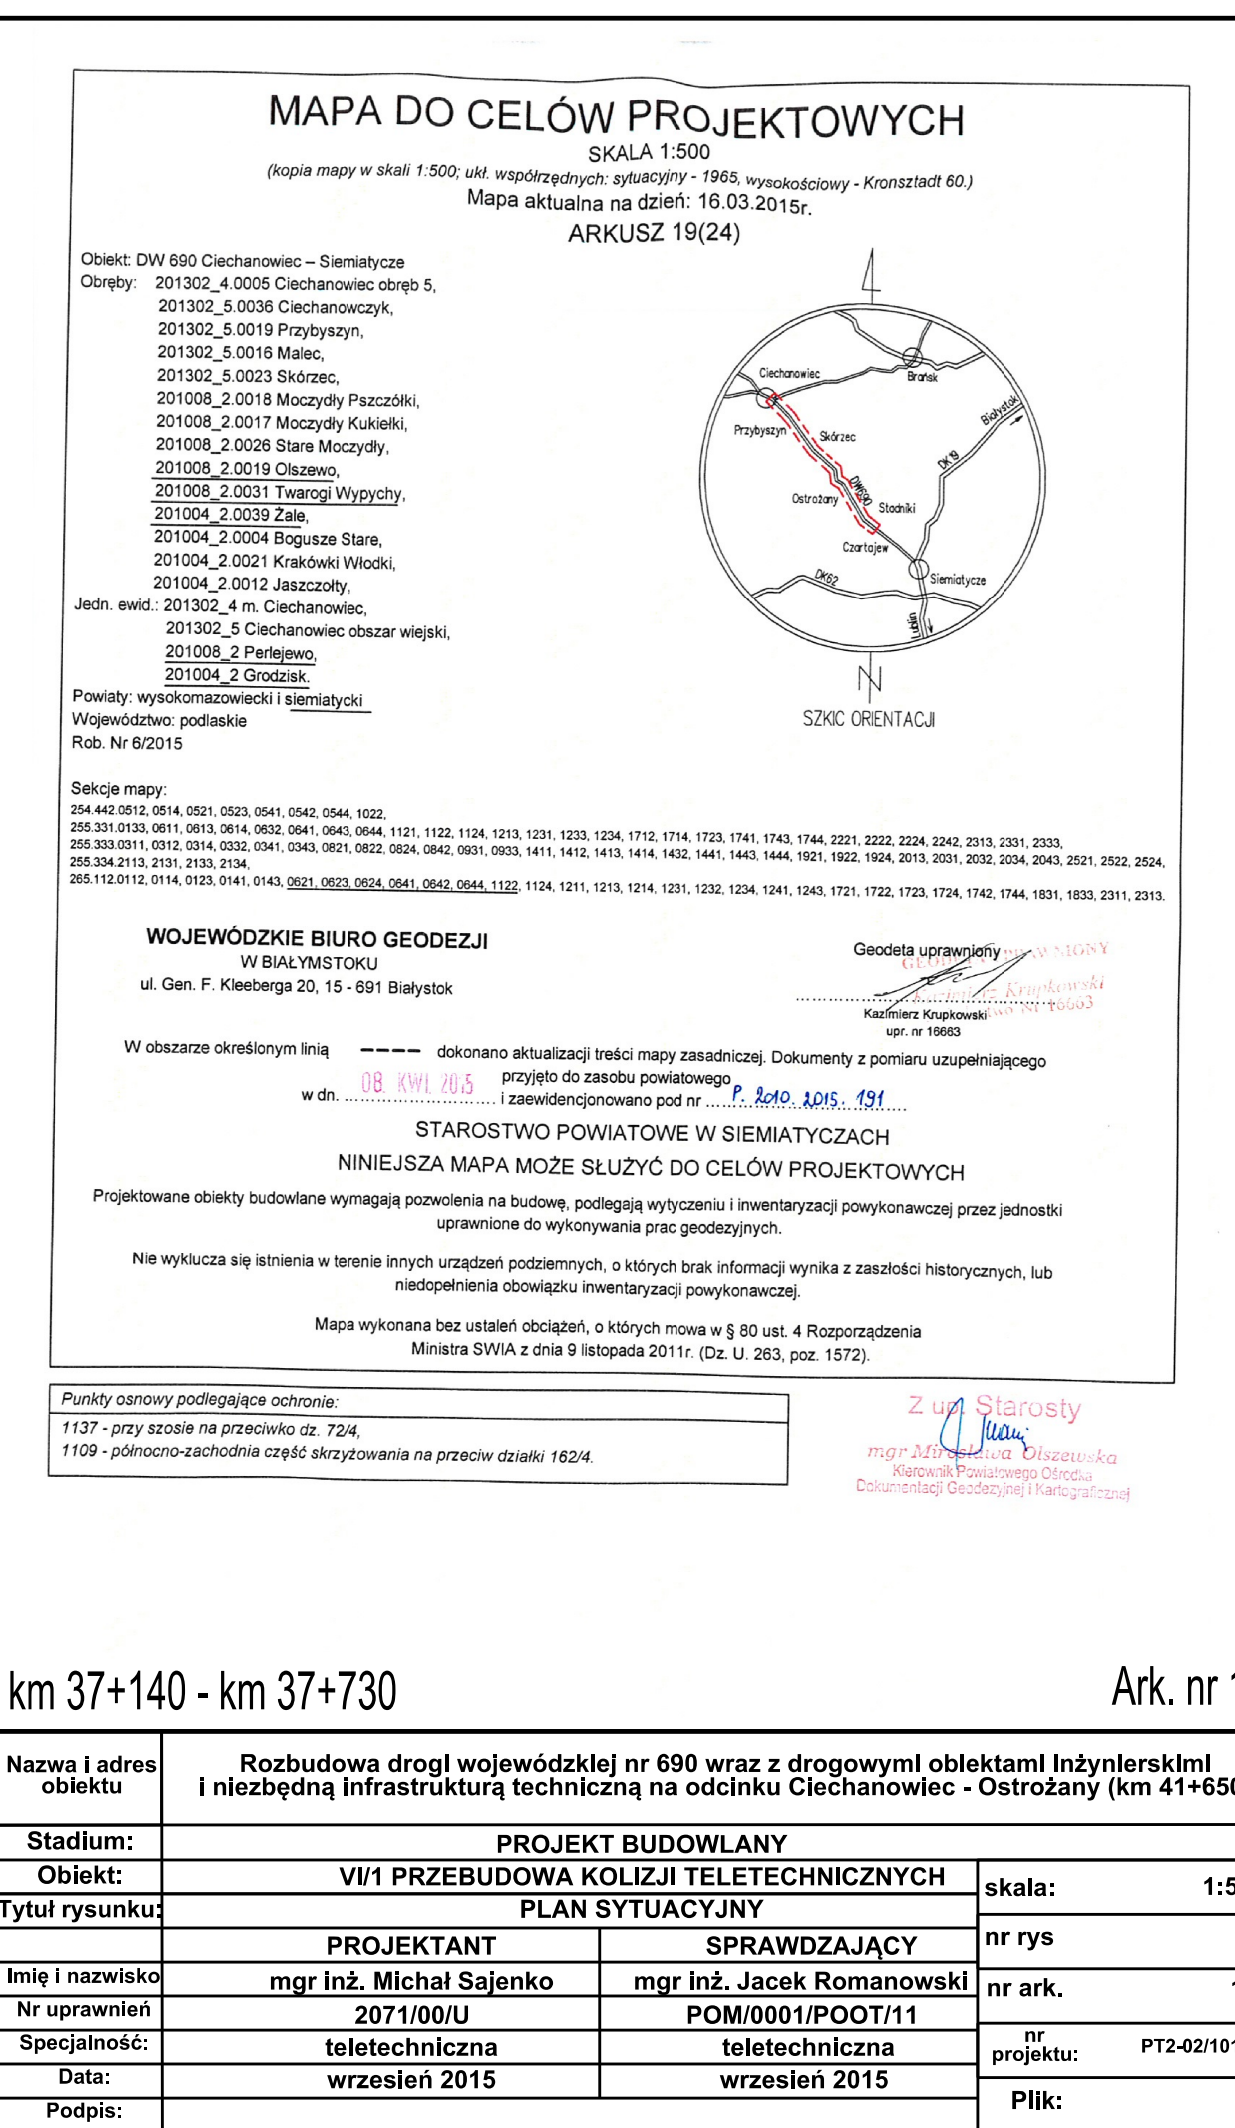 MAPA DO CELÓW PROJEKTOWYCH
SKALA 1:500
(kopia mapy w skali 1:500; ukł. współrzędnych: sytuacyjny - 1965, wysokościowy - Kronsztadt 60.)
Mapa aktualna na dzień: 16.03.2015r.
ARKUSZ 19(24)
Obiekt: DW 690 Ciechanowiec – Siemiatycze
Obręby: 201302_4.0005 Ciechanowiec obręb 5,
201302_5.0036 Ciechanowczyk,
201302_5.0019 Przybyszyn,
201302_5.0016 Malec,
201302_5.0023 Skórzec,
201008_2.0018 Moczydły Pszczółki,
201008_2.0017 Moczydły Kukiełki,
201008_2.0026 Stare Moczydły,
201008_2.0019 Olszewo,
201008_2.0031 Twarogi Wypychy,
201004_2.0039 Żale,
201004_2.0004 Bogusze Stare,
201004_2.0021 Krakówki Włodki,
201004_2.0012 Jaszczołty,
Jedn. ewid.: 201302_4 m. Ciechanowiec,
201302_5 Ciechanowiec obszar wiejski,
201008_2 Perlejewo,
201004_2 Grodzisk.
Powiaty: wysokomazowiecki i siemiatycki
Województwo: podlaskie
Rob. Nr 6/2015
Ciechanowiec
Brańsk
Białystok
Przybyszyn
Skórzec
DK19
DW690
Ostrożany
Stadniki
Czartajew
DK62
Siemiatycze
Lublin
N
SZKIC ORIENTACJI
Sekcje mapy:
254.442.0512, 0514, 0521, 0523, 0541, 0542, 0544, 1022,
255.331.0133, 0611, 0613, 0614, 0632, 0641, 0643, 0644, 1121, 1122, 1124, 1213, 1231, 1233, 1234, 1712, 1714, 1723, 1741, 1743, 1744, 2221, 2222, 2224, 2242, 2313, 2331, 2333,
255.333.0311, 0312, 0314, 0332, 0341, 0343, 0821, 0822, 0824, 0842, 0931, 0933, 1411, 1412, 1413, 1414, 1432, 1441, 1443, 1444, 1921, 1922, 1924, 2013, 2031, 2032, 2034, 2043, 2521, 2522, 2524,
255.334.2113, 2131, 2133, 2134,
265.112.0112, 0114, 0123, 0141, 0143, 0621, 0623, 0624, 0641, 0642, 0644, 1122, 1124, 1211, 1213, 1214, 1231, 1232, 1234, 1241, 1243, 1721, 1722, 1723, 1724, 1742, 1744, 1831, 1833, 2311, 2313.
WOJEWÓDZKIE BIURO GEODEZJI
W BIAŁYMSTOKU
ul. Gen. F. Kleeberga 20, 15 - 691 Białystok
Geodeta uprawniony
Kazimierz Krupkowski
Kazimierz Krupkowski
upr. nr 16663
W obszarze określonym linią ---- dokonano aktualizacji treści mapy zasadniczej. Dokumenty z pomiaru uzupełniającego
przyjęto do zasobu powiatowego
w dn. 08. KWI. 2015 i zaewidencjonowano pod nr P. 2010. 2015. 191
STAROSTWO POWIATOWE W SIEMIATYCZACH
NINIEJSZA MAPA MOŻE SŁUŻYĆ DO CELÓW PROJEKTOWYCH
Projektowane obiekty budowlane wymagają pozwolenia na budowę, podlegają wytyczeniu i inwentaryzacji powykonawczej przez jednostki
uprawnione do wykonywania prac geodezyjnych.
Nie wyklucza się istnienia w terenie innych urządzeń podziemnych, o których brak informacji wynika z zaszłości historycznych, lub
niedopełnienia obowiązku inwentaryzacji powykonawczej.
Mapa wykonana bez ustaleń obciążeń, o których mowa w § 80 ust. 4 Rozporządzenia
Ministra SWIA z dnia 9 listopada 2011r. (Dz. U. 263, poz. 1572).
Punkty osnowy podlegające ochronie:
1137 - przy szosie na przeciwko dz. 72/4,
1109 - północno-zachodnia część skrzyżowania na przeciw działki 162/4.
Z up. Starosty
mgr Mirosława Olszewska
Kierownik Powiatowego Ośrodka
Dokumentacji Geodezyjnej i Kartograficznej
km 37+140 - km 37+730
Ark. nr 1
Nazwa i adres
obiektu
Rozbudowa drogi wojewódzkiej nr 690 wraz z drogowymi obiektami inżynierskimi
i niezbędną infrastrukturą techniczną na odcinku Ciechanowiec - Ostrożany (km 41+650
Stadium: PROJEKT BUDOWLANY
Obiekt: VI/1 PRZEBUDOWA KOLIZJI TELETECHNICZNYCH
skala: 1:5
Tytuł rysunku: PLAN SYTUACYJNY
PROJEKTANT SPRAWDZAJĄCY
nr rys
Imię i nazwisko mgr inż. Michał Sajenko mgr inż. Jacek Romanowski
nr ark. 1
Nr uprawnień 2071/00/U POM/0001/POOT/11
Specjalność: teletechniczna teletechniczna
nr
projektu: PT2-02/101
Data: wrzesień 2015 wrzesień 2015
Plik:
Podpis: